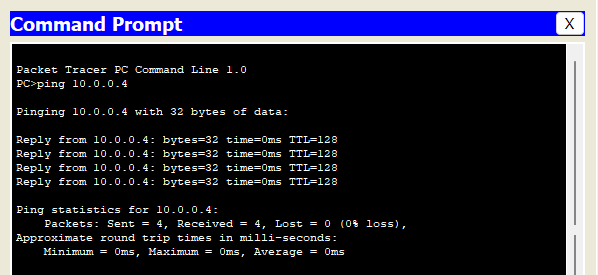 Command Prompt
X
Packet Tracer PC Command Line 1.0
PC>ping 10.0.0.4
Pinging 10.0.0.4 with 32 bytes of data:
Reply from 10.0.0.4: bytes=32 time=0ms TTL=128
Reply from 10.0.0.4: bytes=32 time=0ms TTL=128
Reply from 10.0.0.4: bytes=32 time=0ms TTL=128
Reply from 10.0.0.4: bytes=32 time=0ms TTL=128
Ping statistics for 10.0.0.4:
    Packets: Sent = 4, Received = 4, Lost = 0 (0% loss),
Approximate round trip times in milli-seconds:
    Minimum = 0ms, Maximum = 0ms, Average = 0ms